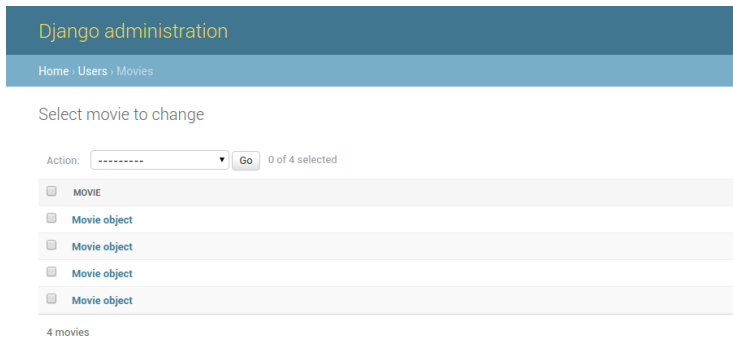 Django administration
Home › Users › Movies
Select movie to change
Action: --------- Go 0 of 4 selected
MOVIE
Movie object
Movie object
Movie object
Movie object
4 movies